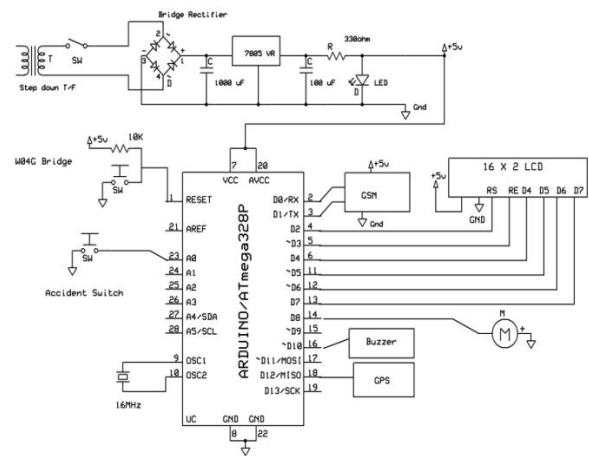 Bridge Rectifier
330ohm
2 ~
- +
3 1
4 ~
D
T
SW
Step down T/F
C
1000 uF
7805 VR
C
100 uF
R
LED
D
+5v
Gnd
+5v
10K
W04G Bridge
SW
7 20
VCC AVCC
1 RESET
21 AREF
23 A0
24 A1
25 A2
26 A3
27 A4/SDA
28 A5/SCL
9 OSC1
10 OSC2
UC
GND GND
8 22
ARDUINO/ATmega328P
D0/RX 2
D1/TX 3
D2 4
~D3 5
D4 6
~D5 11
~D6 12
D7 13
D8 14
~D9 15
~D10 16
~D11/MOSI 17
D12/MISO 18
D13/SCK 19
SW
Accident Switch
16MHz
+5v
GSM
Gnd
16 X 2 LCD
RS RE D4 D5 D6 D7
+5v
GND
M
M
+
Buzzer
GPS